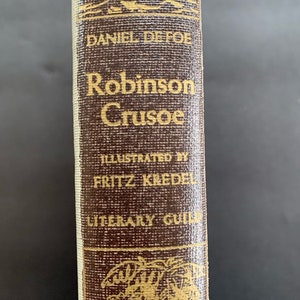 DANIEL DEFOE
Robinson
Crusoe
ILLUSTRATED BY
FRITZ KREDEL
LITERARY GUILD